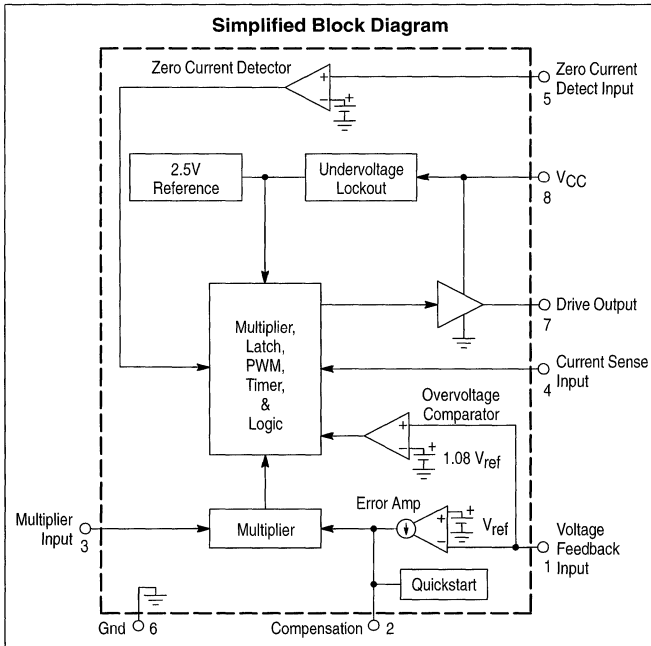 Simplified Block Diagram
Zero Current Detector
+
−
+
Zero Current
Detect Input
5
2.5V
Reference
Undervoltage
Lockout
VCC
8
Drive Output
7
Multiplier,
Latch,
PWM,
Timer,
&
Logic
Current Sense
Input
4
Overvoltage
Comparator
+
−
+
1.08 Vref
Error Amp
+
−
+
Vref
Multiplier
Input
3
Multiplier
Voltage
Feedback
Input
1
Quickstart
Gnd 6
Compensation 2